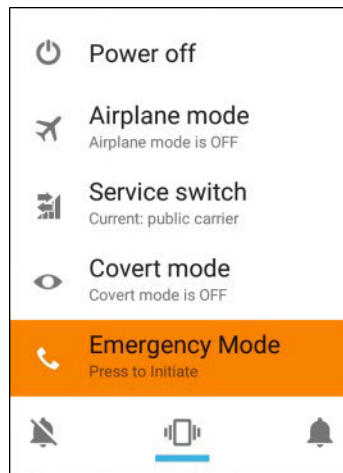 Power off
Airplane mode
Airplane mode is OFF
Service switch
Current: public carrier
Covert mode
Covert mode is OFF
Emergency Mode
Press to Initiate